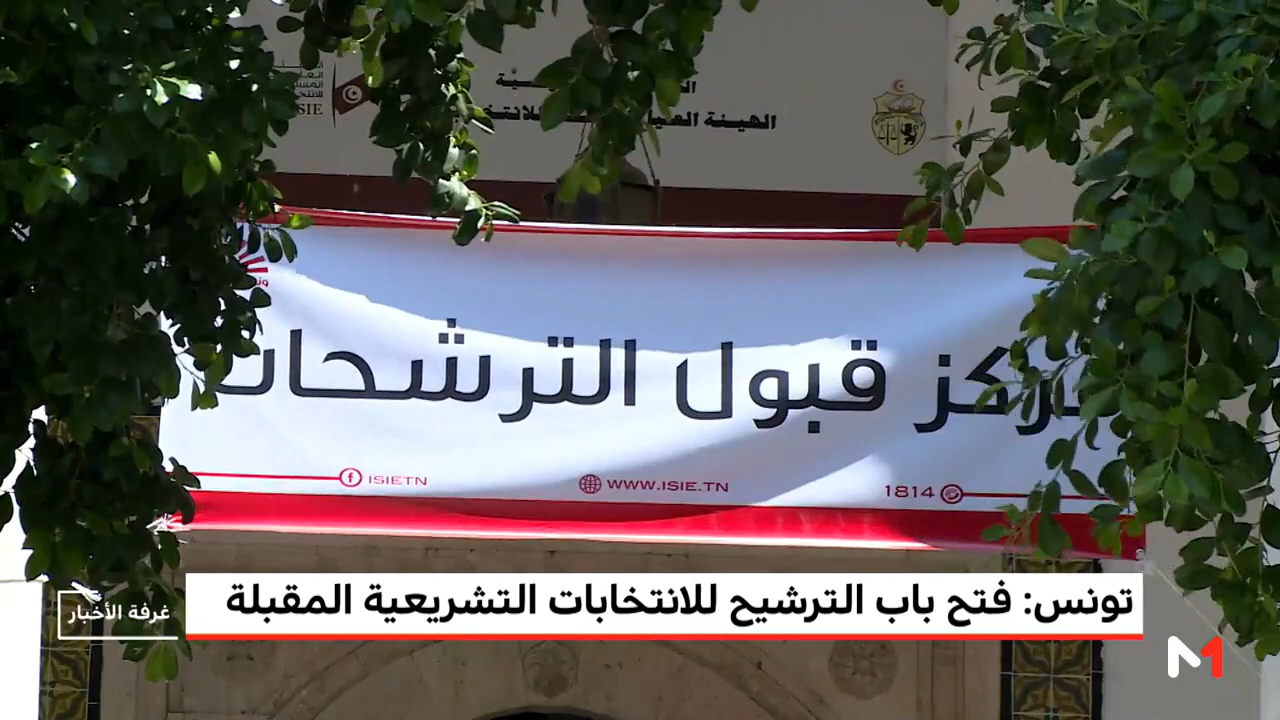 ISIE
الهيئة
مركز قبول الترشحات
ISIETN
WWW.ISIE.TN
1814
تونس: فتح باب الترشيح للانتخابات التشريعية المقبلة
غرفة الأخبار
M1